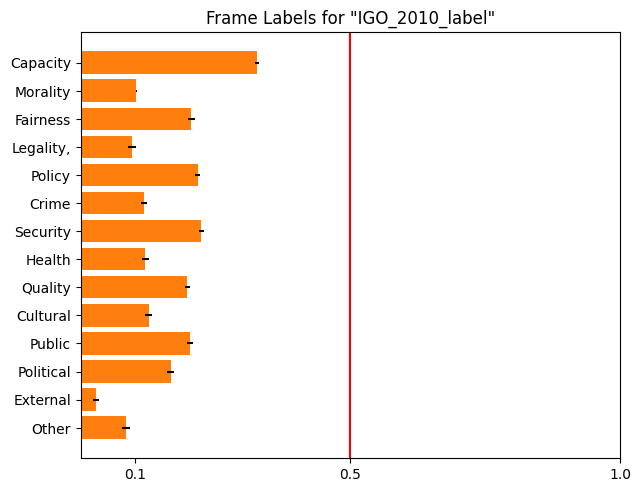 Frame Labels for "IGO_2010_label"
Capacity
Morality
Fairness
Legality,
Policy
Crime
Security
Health
Quality
Cultural
Public
Political
External
Other
0.1 0.5 1.0